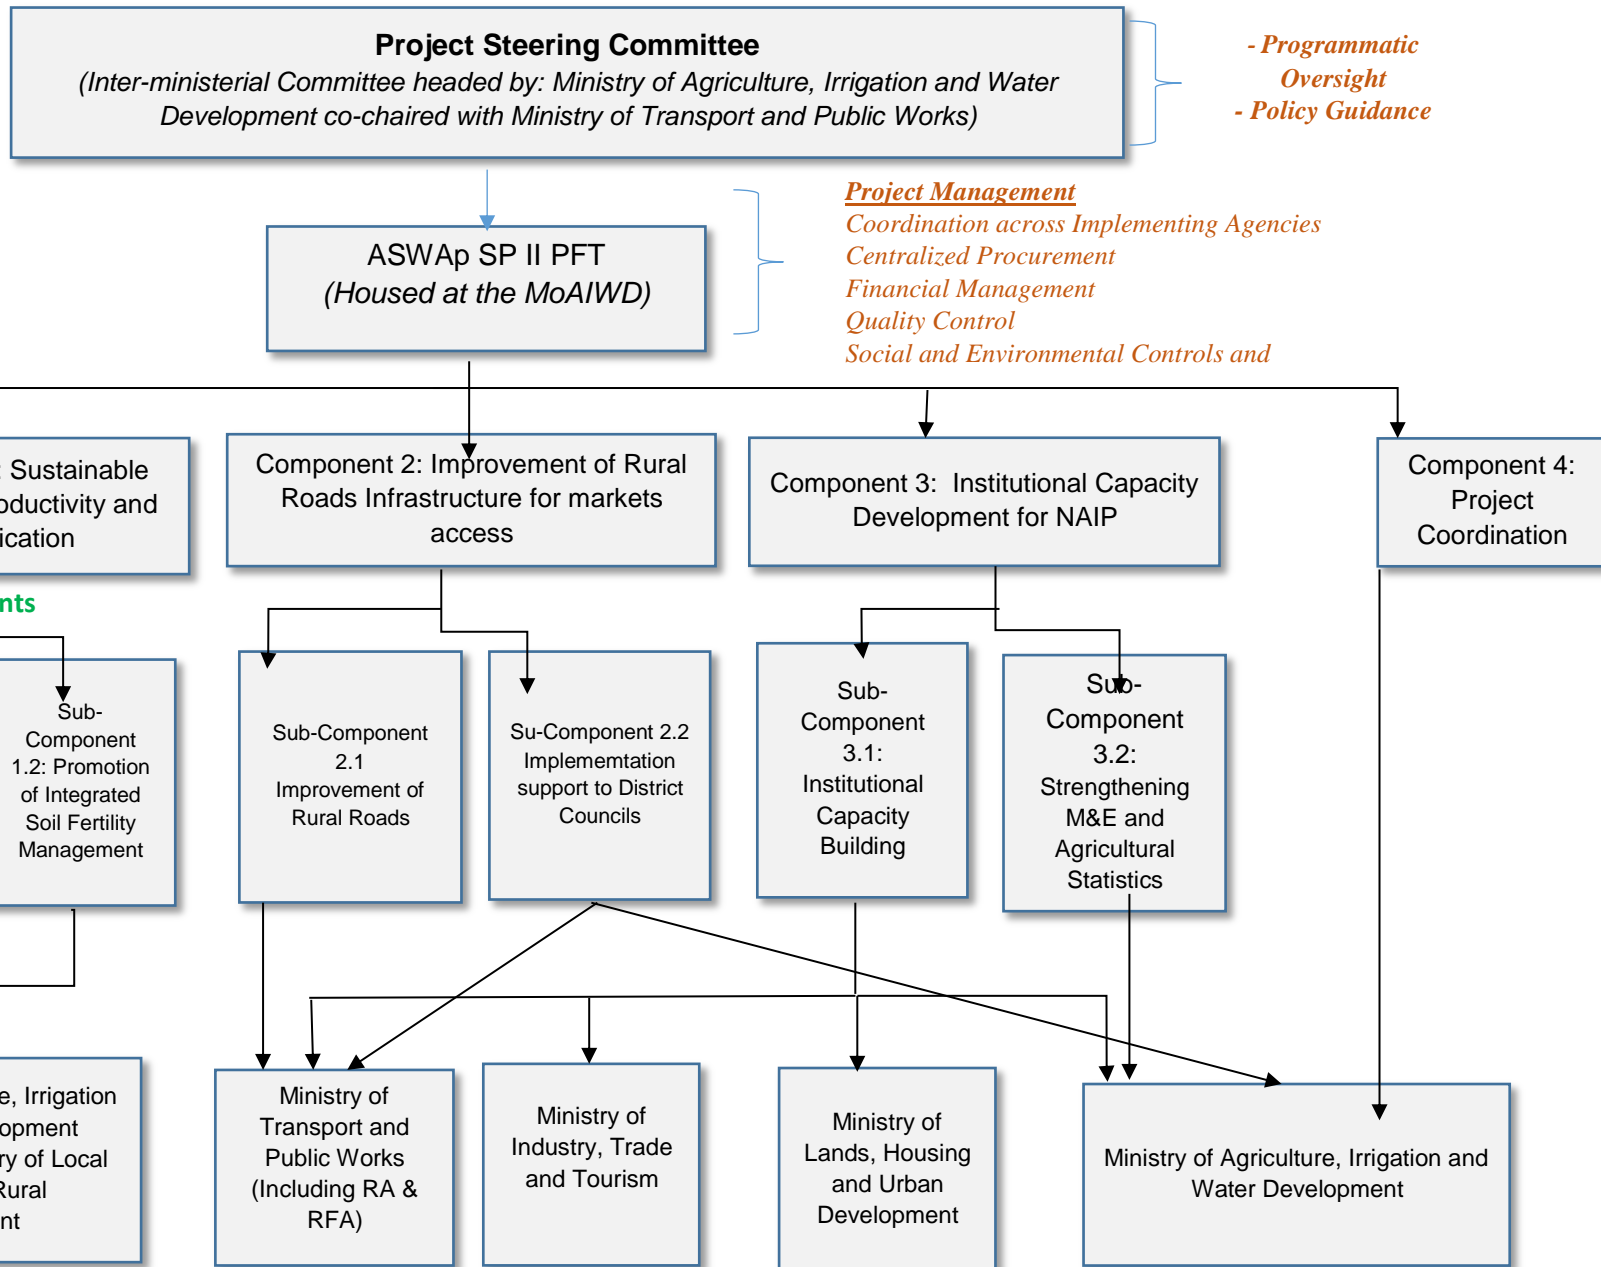 Project Steering Committee
(Inter-ministerial Committee headed by: Ministry of Agriculture, Irrigation and Water
Development co-chaired with Ministry of Transport and Public Works)
- Programmatic
Oversight
- Policy Guidance
ASWAp SP II PFT
(Housed at the MoAIWD)
Project Management
Coordination across Implementing Agencies
Centralized Procurement
Financial Management
Quality Control
Social and Environmental Controls and
: Sustainable
oductivity and
ication
Component 2: Improvement of Rural
Roads Infrastructure for markets
access
Component 3: Institutional Capacity
Development for NAIP
Component 4:
Project
Coordination
nts
Sub-
Component
1.2: Promotion
of Integrated
Soil Fertility
Management
Sub-Component
2.1
Improvement of
Rural Roads
Su-Component 2.2
Implememtation
support to District
Councils
Sub-
Component
3.1:
Institutional
Capacity
Building
Sub-
Component
3.2:
Strengthening
M&E and
Agricultural
Statistics
e, Irrigation
opment
ry of Local
Rural
nt
Ministry of
Transport and
Public Works
(Including RA &
RFA)
Ministry of
Industry, Trade
and Tourism
Ministry of
Lands, Housing
and Urban
Development
Ministry of Agriculture, Irrigation and
Water Development